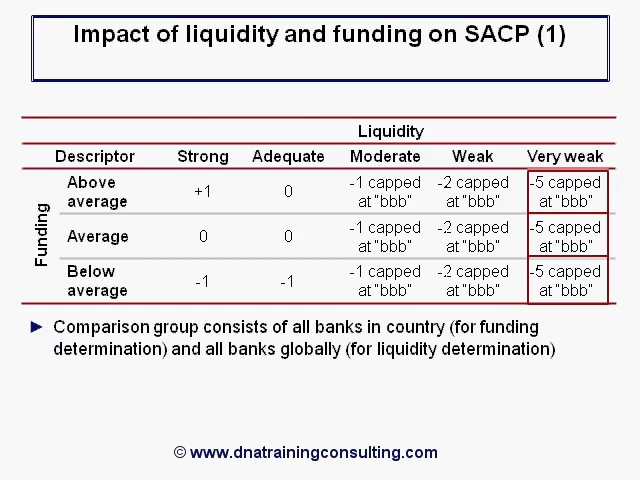 Impact of liquidity and funding on SACP (1)
Liquidity
Descriptor Strong Adequate Moderate Weak Very weak
Funding
Above average +1 0 -1 capped at "bbb" -2 capped at "bbb" -5 capped at "bbb"
Average 0 0 -1 capped at "bbb" -2 capped at "bbb" -5 capped at "bbb"
Below average -1 -1 -1 capped at "bbb" -2 capped at "bbb" -5 capped at "bbb"
► Comparison group consists of all banks in country (for funding
determination) and all banks globally (for liquidity determination)
© www.dnatrainingconsulting.com